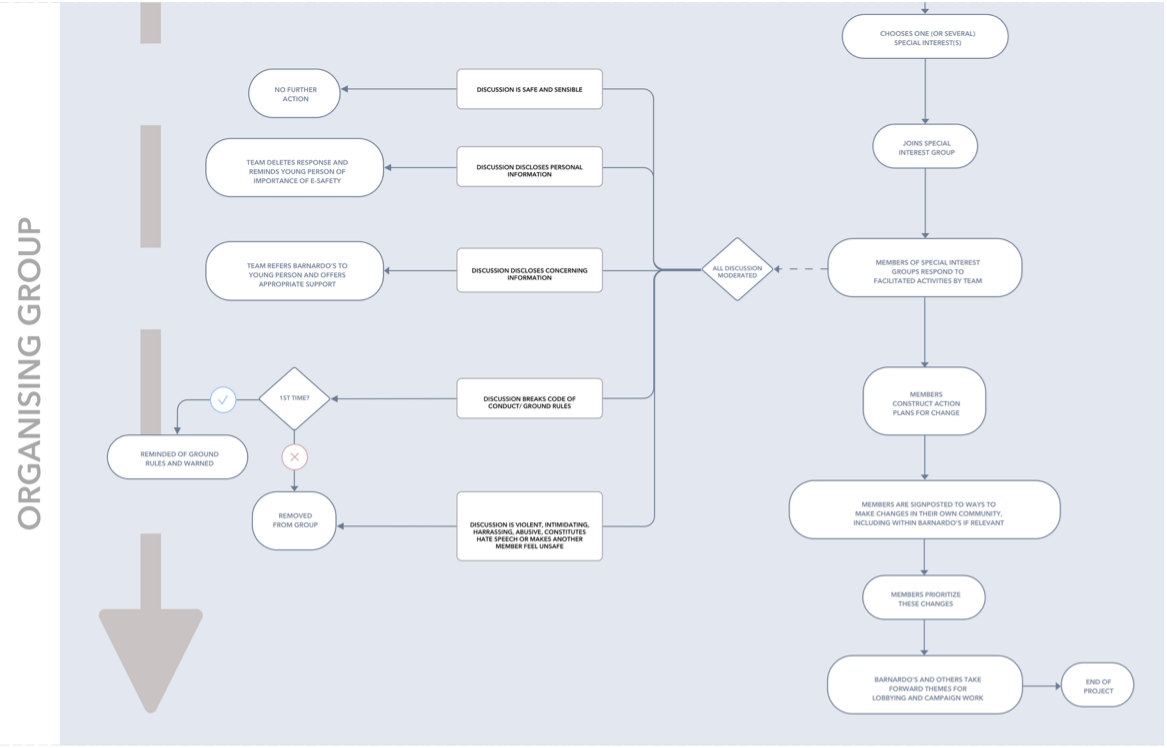 ORGANISING GROUP
CHOOSES ONE (OR SEVERAL)
SPECIAL INTEREST(S)
NO FURTHER
ACTION
DISCUSSION IS SAFE AND SENSIBLE
JOINS SPECIAL
INTEREST GROUP
TEAM DELETES RESPONSE AND
REMINDS YOUNG PERSON OF
IMPORTANCE OF E-SAFETY
DISCUSSION DISCLOSES PERSONAL
INFORMATION
TEAM REFERS BARNARDO'S TO
YOUNG PERSON AND OFFERS
APPROPRIATE SUPPORT
DISCUSSION DISCLOSES CONCERNING
INFORMATION
ALL DISCUSSION
MODERATED
MEMBERS OF SPECIAL INTEREST
GROUPS RESPOND TO
FACILITATED ACTIVITIES BY TEAM
1ST TIME?
DISCUSSION BREAKS CODE OF
CONDUCT/ GROUND RULES
MEMBERS
CONSTRUCT ACTION
PLANS FOR CHANGE
REMINDED OF GROUND
RULES AND WARNED
REMOVED
FROM GROUP
DISCUSSION IS VIOLENT, INTIMIDATING,
HARRASSING, ABUSIVE, CONSTITUTES
HATE SPEECH OR MAKES ANOTHER
MEMBER FEEL UNSAFE
MEMBERS ARE SIGNPOSTED TO WAYS TO
MAKE CHANGES IN THEIR OWN COMMUNITY,
INCLUDING WITHIN BARNARDO'S IF RELEVANT
MEMBERS PRIORITIZE
THESE CHANGES
BARNARDO'S AND OTHERS TAKE
FORWARD THEMES FOR
LOBBYING AND CAMPAIGN WORK
END OF
PROJECT